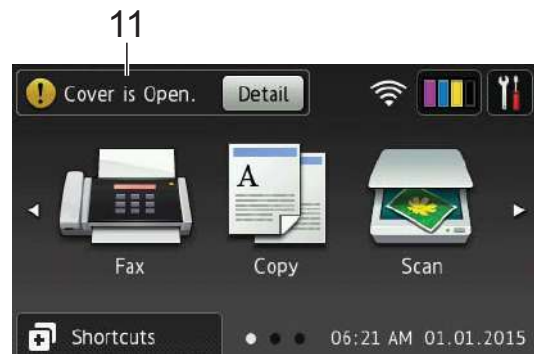 11
Cover is Open. Detail
A
Fax Copy Scan
Shortcuts 06:21 AM 01.01.2015